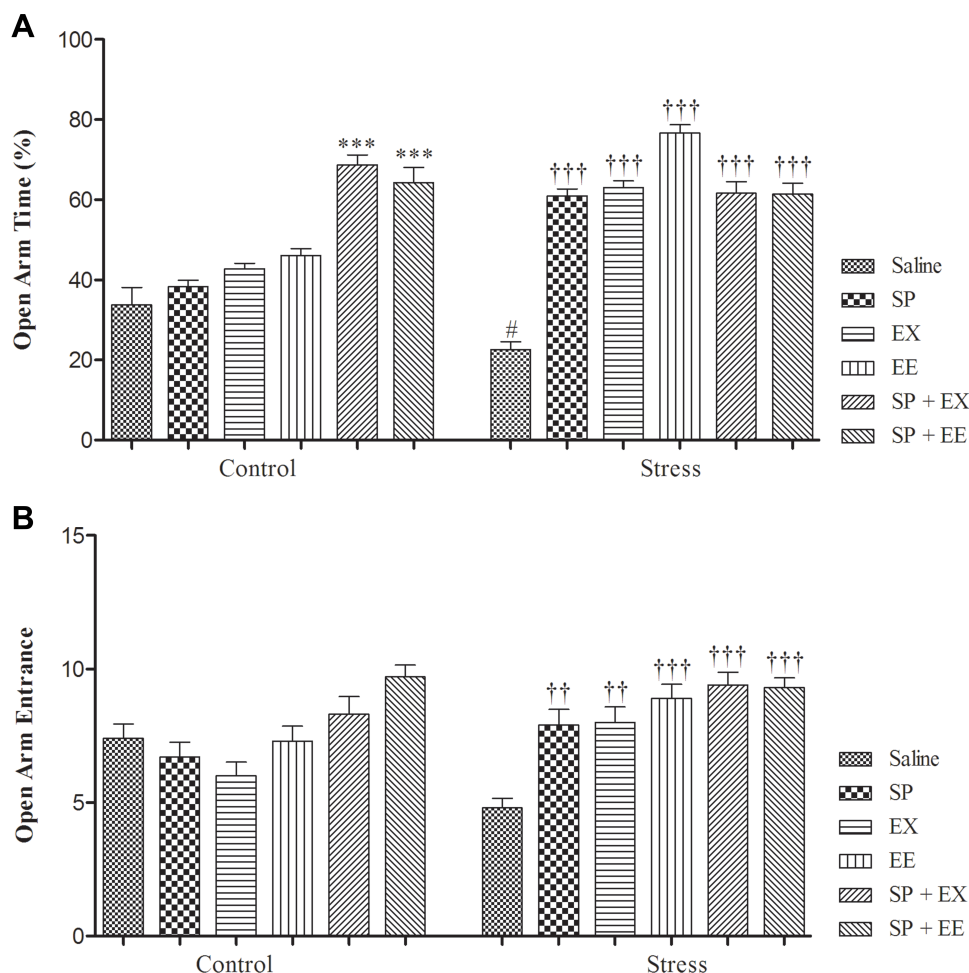 A
Open Arm Time (%)
100
80
60
40
20
0
***
***
#
†††
†††
†††
†††
†††
Control
Stress
Saline
SP
EX
EE
SP + EX
SP + EE
B
Open Arm Entrance
15
10
5
0
††
††
†††
†††
†††
Control
Stress
Saline
SP
EX
EE
SP + EX
SP + EE